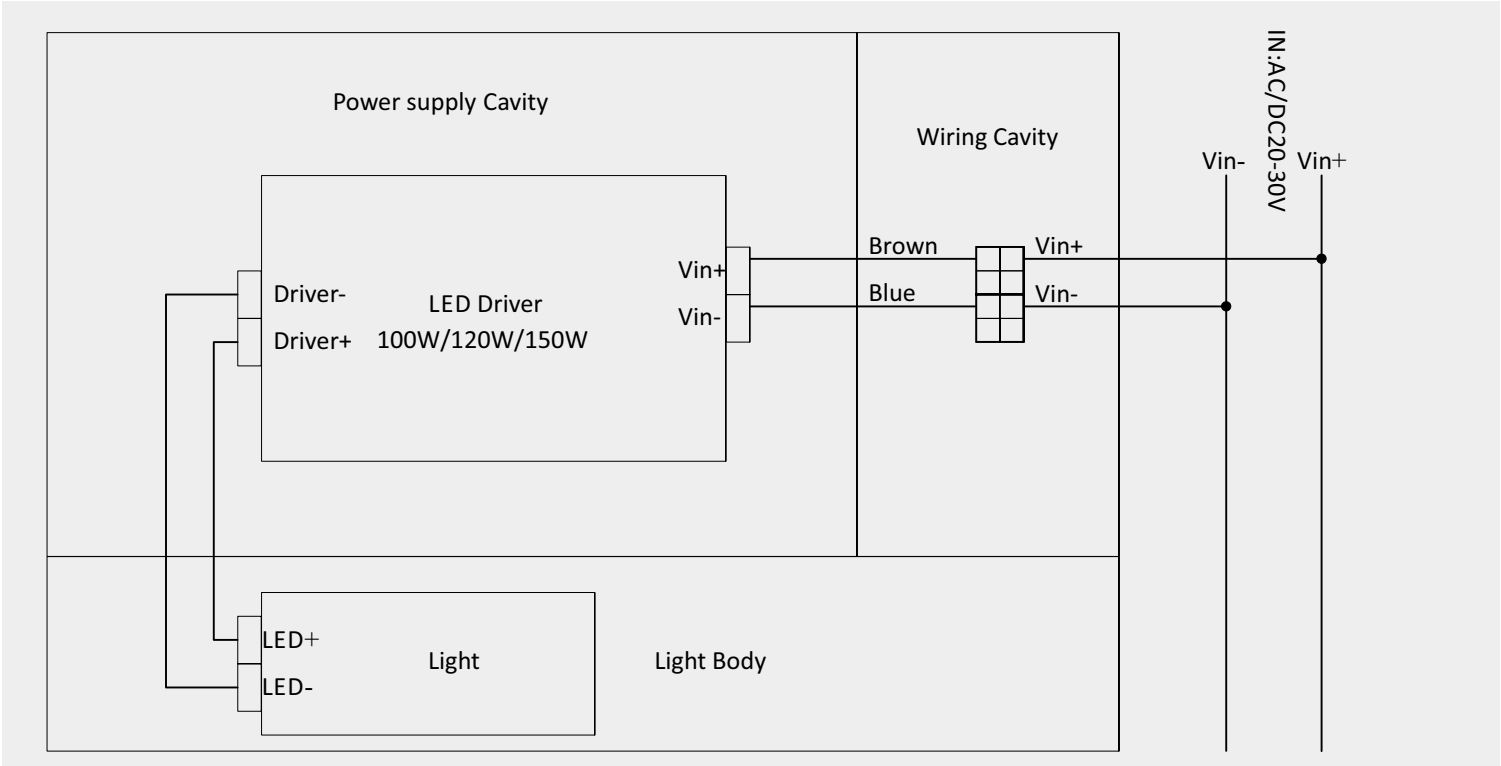 Power supply Cavity
Wiring Cavity
IN:AC/DC20-30V
Vin-
Vin+
Brown
Vin+
Vin+
Blue
Vin-
Vin-
Driver-
LED Driver
Driver+
100W/120W/150W
LED+
Light
Light Body
LED-